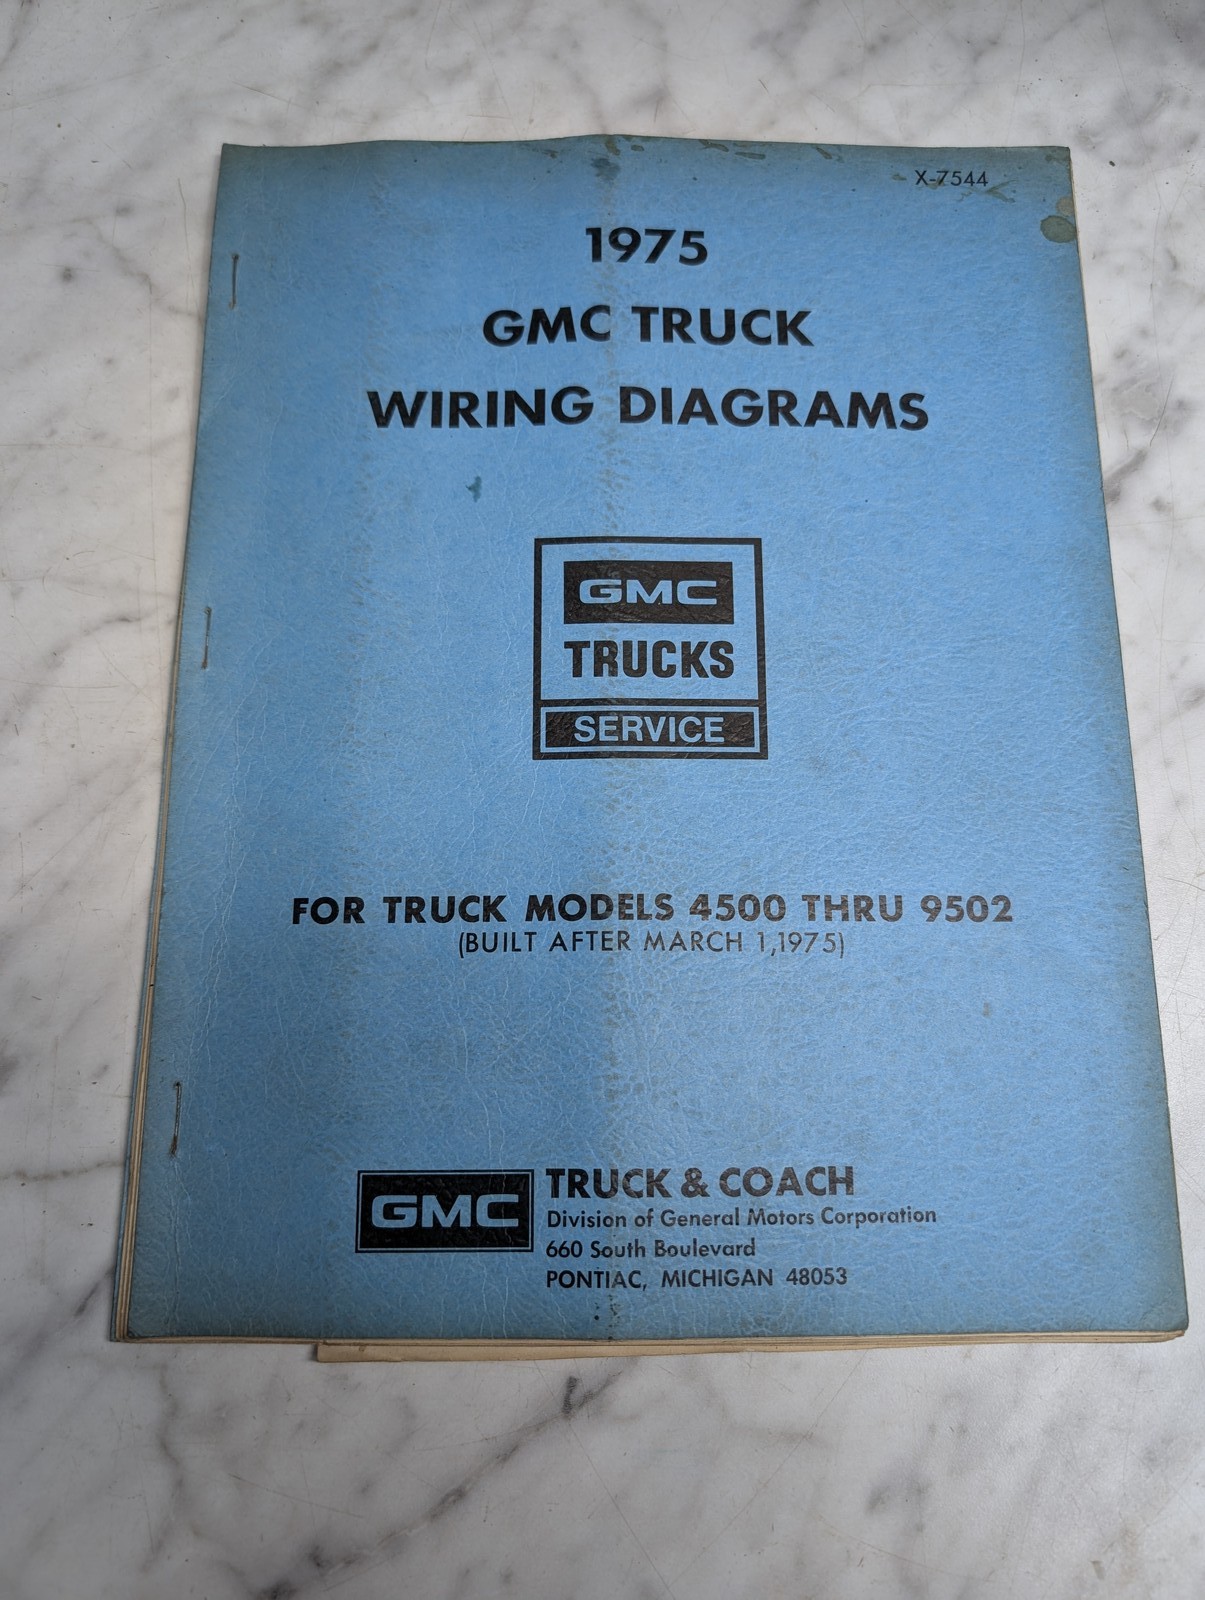 X-7544
1975
GMC TRUCK
WIRING DIAGRAMS
GMC
TRUCKS
SERVICE
FOR TRUCK MODELS 4500 THRU 9502
(BUILT AFTER MARCH 1,1975)
GMC
TRUCK & COACH
Division of General Motors Corporation
660 South Boulevard
PONTIAC, MICHIGAN 48053